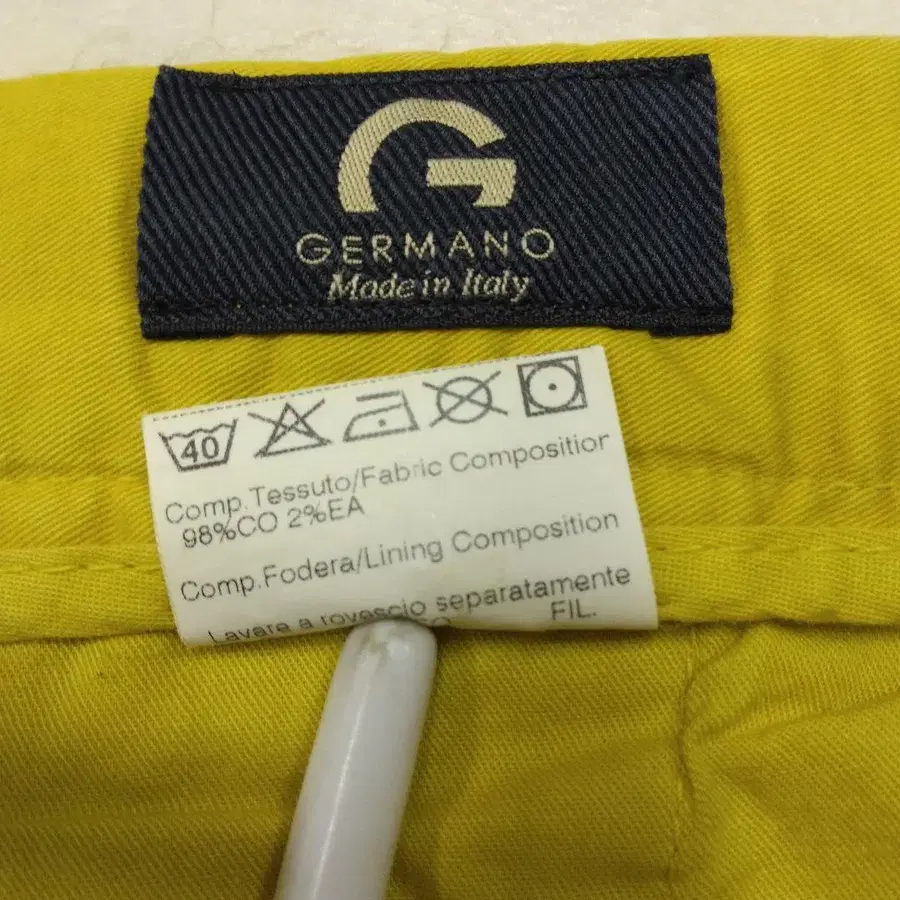 G
GERMANO
Made in Italy
40
Comp.Tessuto/Fabric Composition
98%CO 2%EA
Comp.Fodera/Lining Composition
Lavare a rovescio separatamente
FIL.